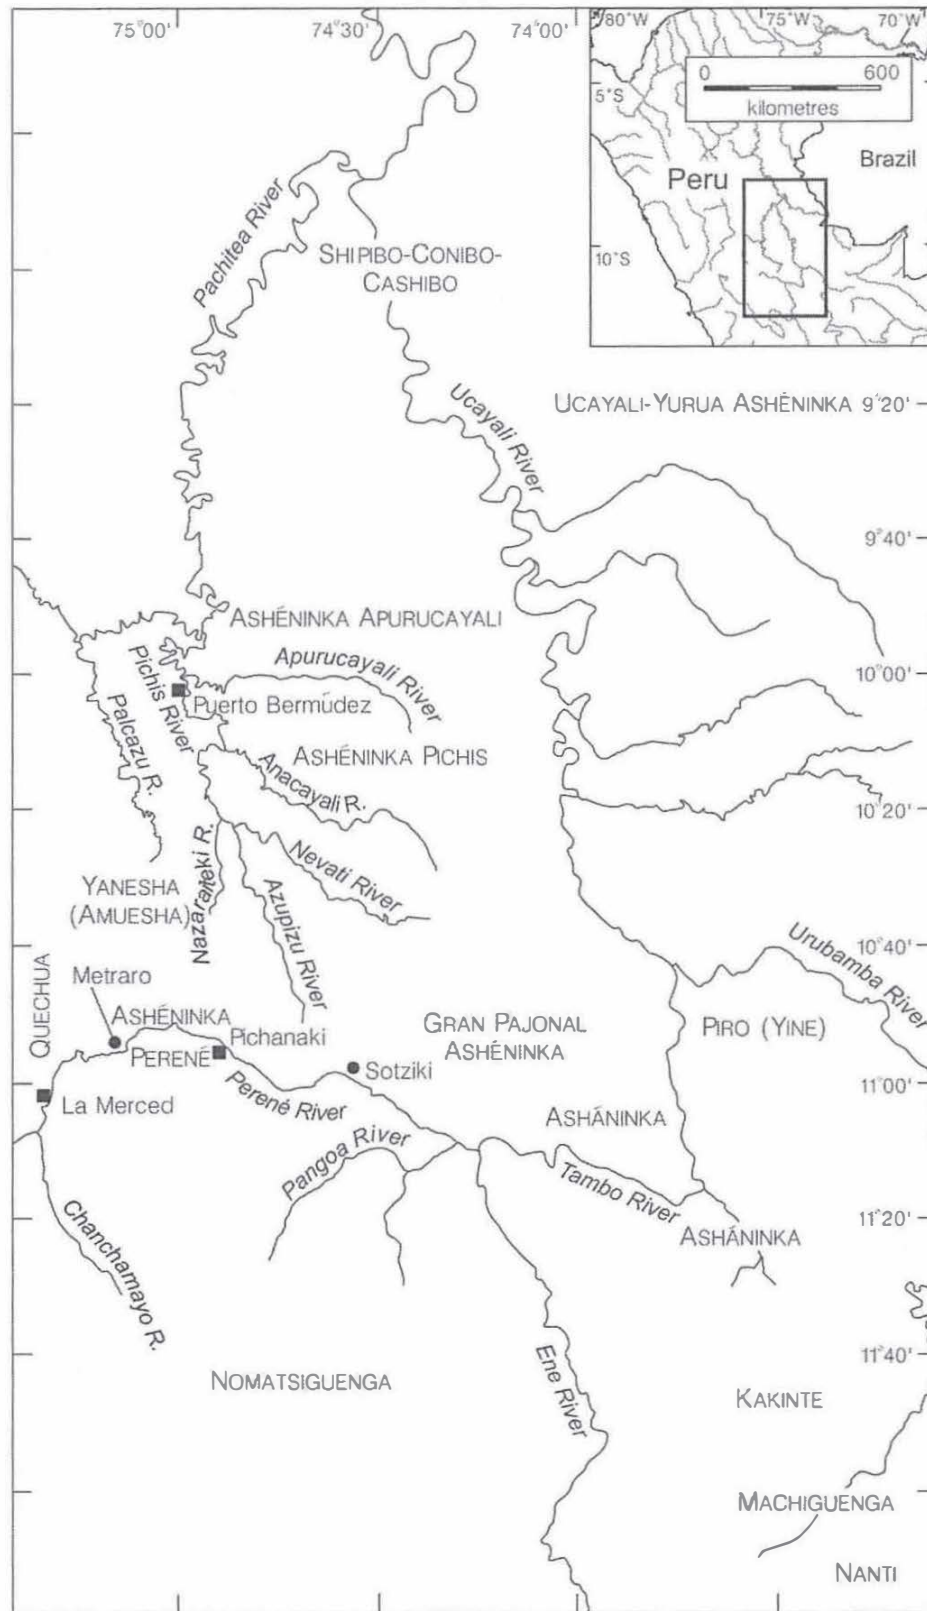 75°00'
74°30'
74°00'
80°W
75°W
70°W
5°S
10°S
0
600
kilometres
Peru
Brazil
Pachitea River
SHIPIBO-CONIBO-
CASHIBO
Ucayali River
UCAYALI-YURUA ASHÉNINKA
9°20'
9°40'
ASHÉNINKA APURUCAYALI
Apurucayali River
10°00'
Pichis River
Puerto Bermúdez
Palcazu R.
ASHÉNINKA PICHIS
Anacayali R.
10°20'
Nevati River
Nazarateki R.
Azupizu River
YANESHA
(AMUESHA)
10°40'
Urubamba River
QUECHUA
Metraro
ASHÉNINKA
PERENÉ
Pichanaki
GRAN PAJONAL
ASHÉNINKA
PIRO (YINE)
Sotziki
11°00'
La Merced
Perené River
ASHÁNINKA
Pangoa River
Tambo River
11°20'
Chanchamayo R.
ASHÁNINKA
11°40'
NOMATSIGUENGA
Ene River
KAKINTE
MACHIGUENGA
NANTI